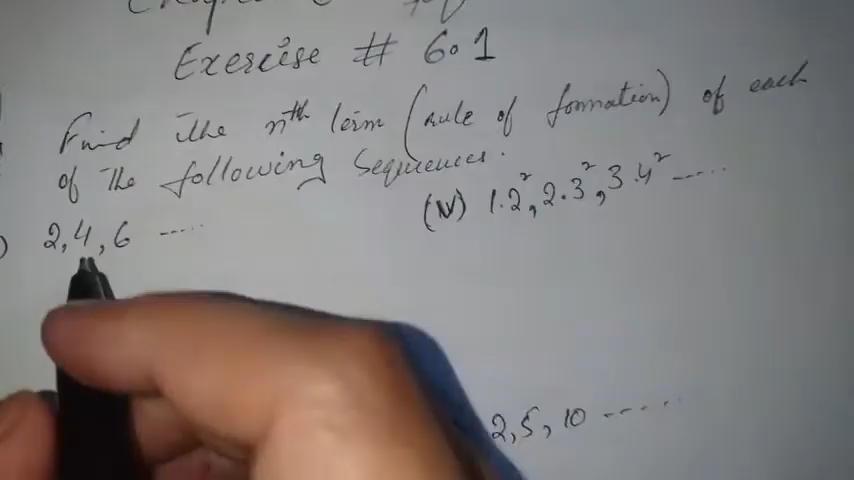 Exercise # 6.1
Find the nth term (rule of formation) of each
of the following Sequences.
) 2, 4, 6 -----
(IV) 1.2², 2.3², 3.4² -----
2, 5, 10 -----